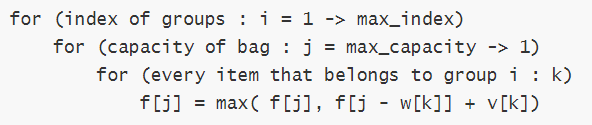 for (index of groups : i = 1 -> max_index)
    for (capacity of bag : j = max_capacity -> 1)
        for (every item that belongs to group i : k)
            f[j] = max( f[j], f[j - w[k]] + v[k])